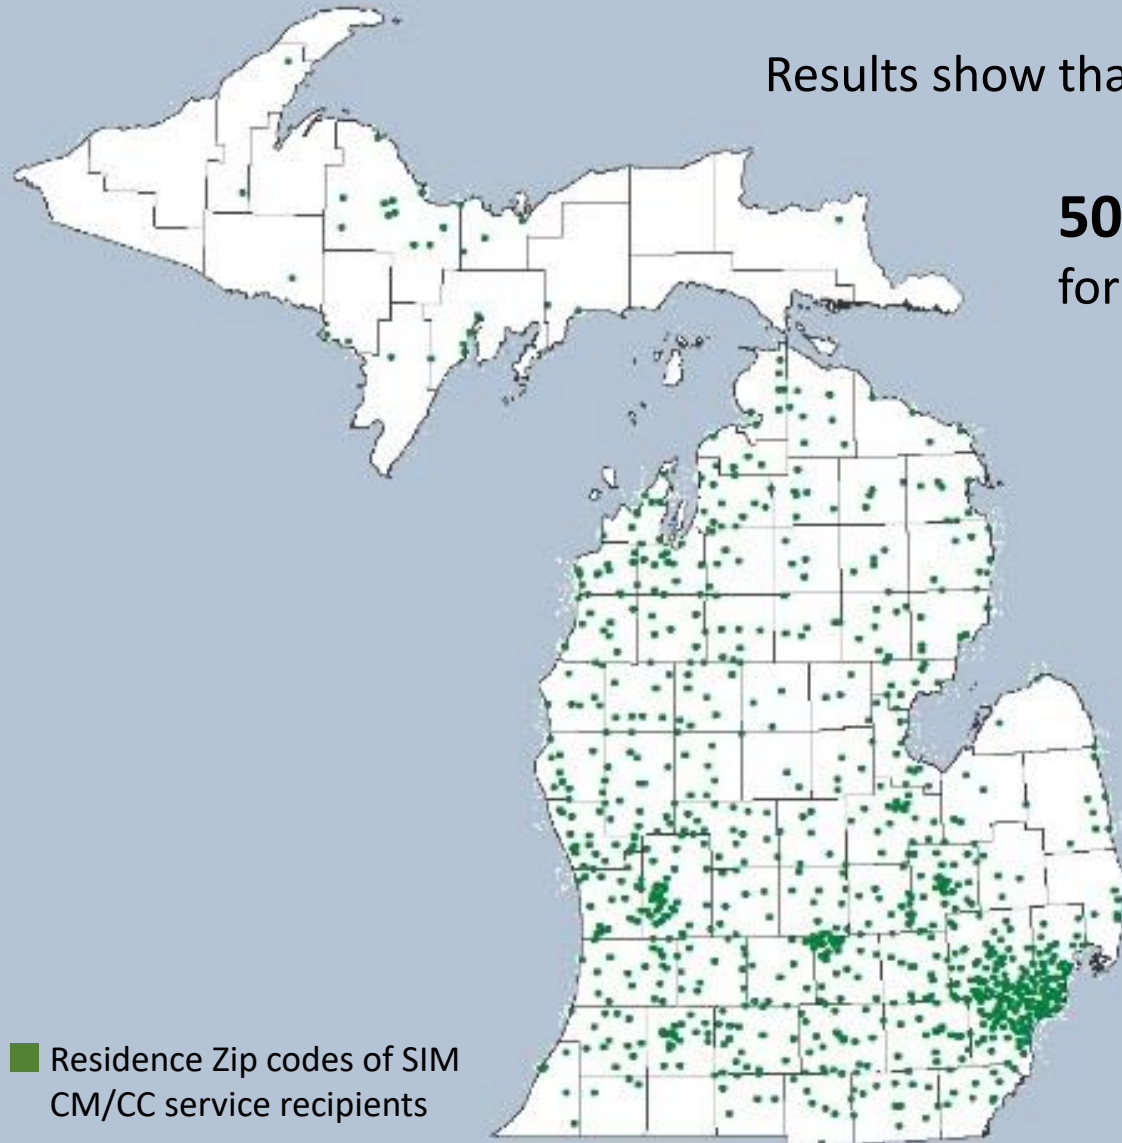 Results show tha
50
for
Residence Zip codes of SIM
CM/CC service recipients